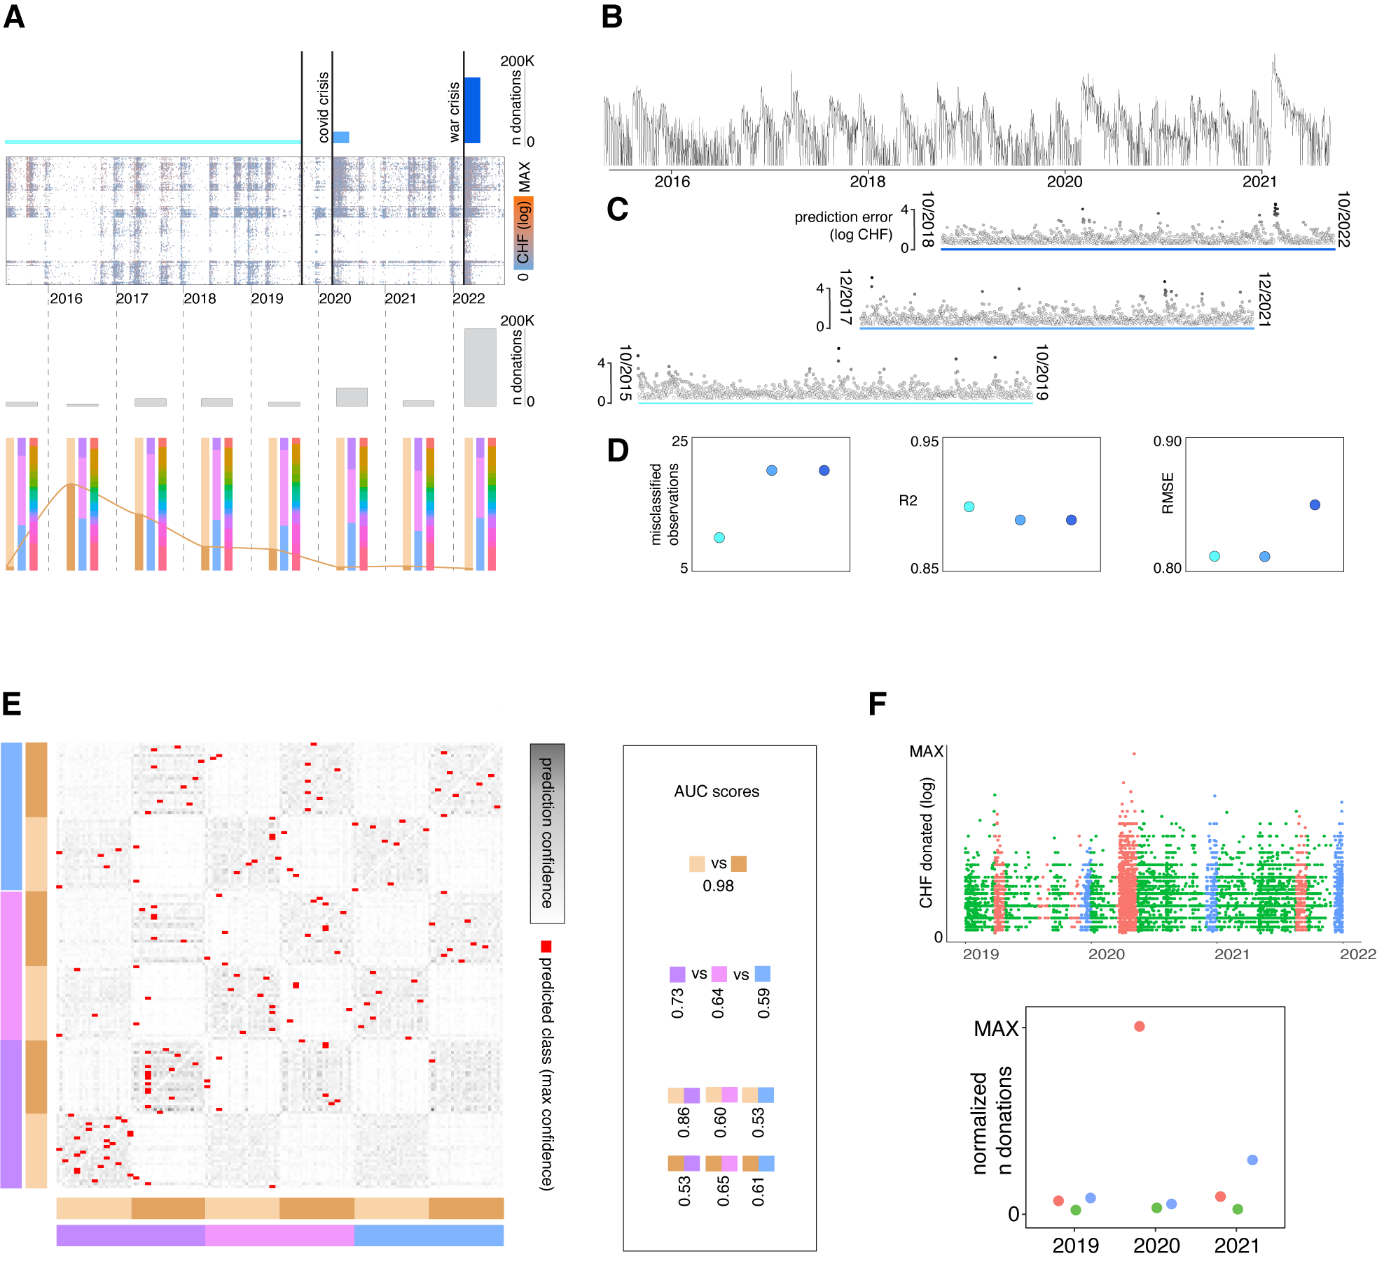 A
200K
n donations
0
covid crisis
war crisis
MAX
CHF (log)
0
2016
2017
2018
2019
2020
2021
2022
200K
n donations
0
B
2016
2018
2020
2021
C
prediction error
(log CHF)
4
0
10/2018
10/2022
4
0
12/2017
12/2021
4
0
10/2015
10/2019
D
25
misclassified
observations
5
0.95
R2
0.85
0.90
RMSE
0.80
E
prediction confidence
predicted class (max confidence)
AUC scores
vs
0.98
vs
vs
0.73
0.64
0.59
0.86
0.60
0.53
0.53
0.65
0.61
F
MAX
CHF donated (log)
0
2019
2020
2021
2022
MAX
normalized
n donations
0
2019
2020
2021